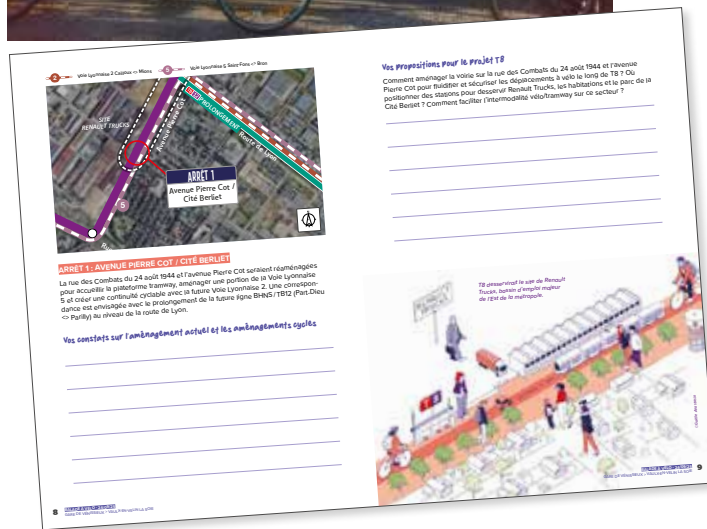 2 Voie Lyonnaise 2 Cailloux <> Mions 5 Voie Lyonnaise 5 Saint-Fons <> Bron
SITE
RENAULT TRUCKS
Avenue Pierre Cot
PROLONGEMENT
Route de Lyon
ARRÊT 1
Avenue Pierre Cot /
Cité Berliet
5
ARRÊT 1 : AVENUE PIERRE COT / CITÉ BERLIET
La rue des Combats du 24 août 1944 et l'avenue Pierre Cot seraient réaménagées
pour accueillir la plateforme tramway, aménager une portion de la Voie Lyonnaise
5 et créer une continuité cyclable avec la future Voie Lyonnaise 2. Une correspon-
dance est envisagée avec le prolongement de la future ligne BHNS/TB12 (Part.Dieu
<> Parilly) au niveau de la route de Lyon.
Vos constats sur l'aménagement actuel et les aménagements cycles
8
Vos propositions pour le projet T8
Comment aménager la voirie sur la rue des Combats du 24 août 1944 et l'avenue
Pierre Cot pour fluidifier et sécuriser les déplacements à vélo le long de T8 ? Où
positionner des stations pour desservir Renault Trucks, les habitations et le parc de la
Cité Berliet ? Comment faciliter l'intermodalité vélo/tramway sur ce secteur ?
T8 desservirait le site de Renault
Trucks, bassin d'emploi majeur
de l'Est de la métropole.
RENAULT
TRUCKS
T8
9